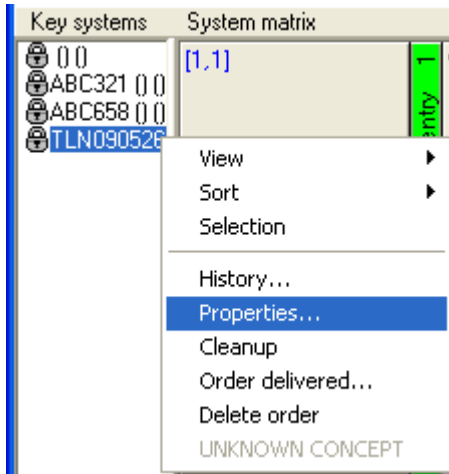 Key systems System matrix
() ()
ABC321 () ()
ABC658 () ()
TLN090526
[1,1]
entry 1
View
Sort
Selection
History...
Properties...
Cleanup
Order delivered...
Delete order
UNKNOWN CONCEPT